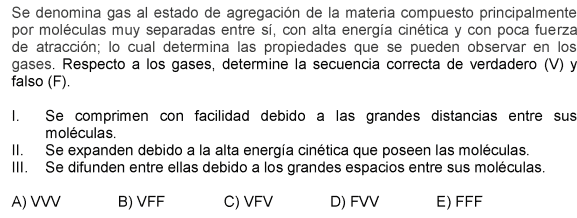 Se denomina gas al estado de agregación de la materia compuesto principalmente
por moléculas muy separadas entre sí, con alta energía cinética y con poca fuerza
de atracción; lo cual determina las propiedades que se pueden observar en los
gases. Respecto a los gases, determine la secuencia correcta de verdadero (V) y
falso (F).
I. Se comprimen con facilidad debido a las grandes distancias entre sus
moléculas.
II. Se expanden debido a la alta energía cinética que poseen las moléculas.
III. Se difunden entre ellas debido a los grandes espacios entre sus moléculas.
A) VVV B) VFF C) VFV D) FVV E) FFF